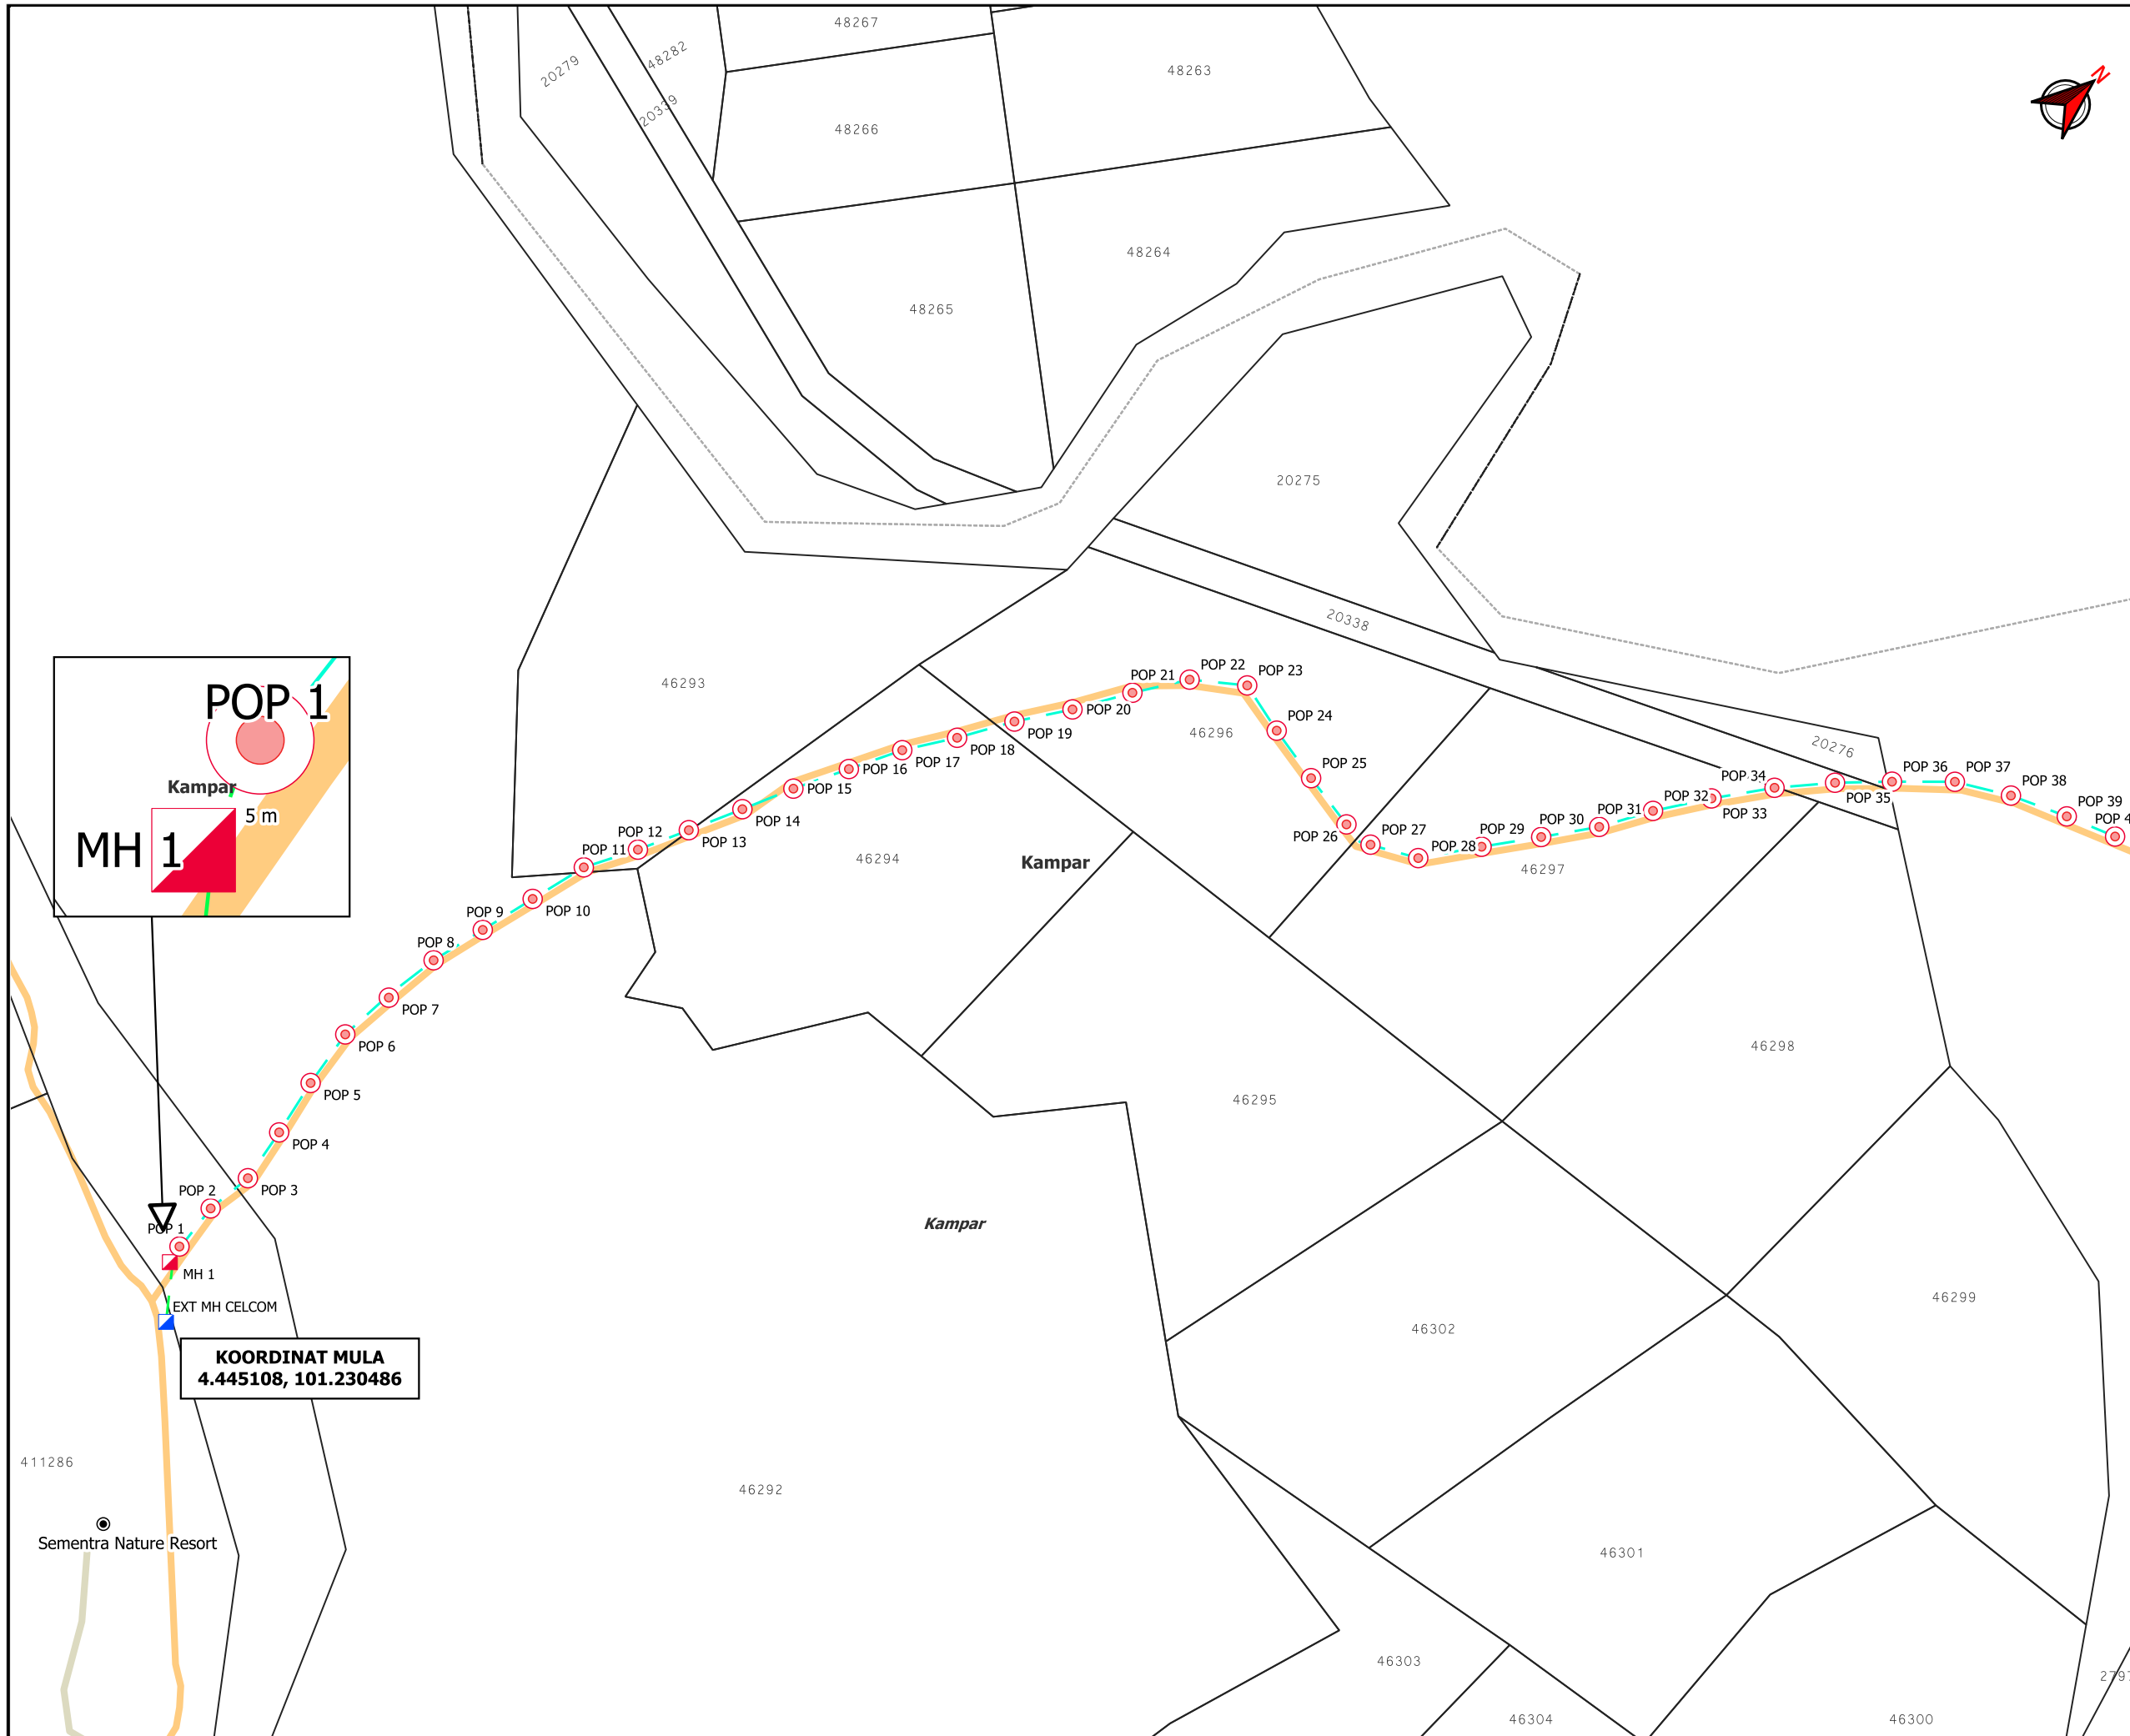 48267
20279
48282
48263
N
20339
48266
48264
48265
20275
20338
46293
POP 22
POP 21
POP 23
POP 1
POP 20
POP 24
POP 19
46296
POP 18
20276
POP 17
POP 16
POP 25
POP 34
POP 36
POP 37
POP 38
Kampar
POP 15
POP 32
POP 35
5 m
POP 14
POP 31
POP 33
POP 39
POP 12
POP 13
POP 30
POP 4
MH 1
POP 11
46294
Kampar
POP 26
POP 27
POP 28
POP 29
46297
POP 9
POP 10
POP 8
POP 7
POP 6
46298
POP 5
46295
POP 4
POP 2
POP 3
POP 1
Kampar
MH 1
EXT MH CELCOM
46299
46302
KOORDINAT MULA
4.445108, 101.230486
411286
46292
Sementra Nature Resort
46301
46303
2797
46304
46300